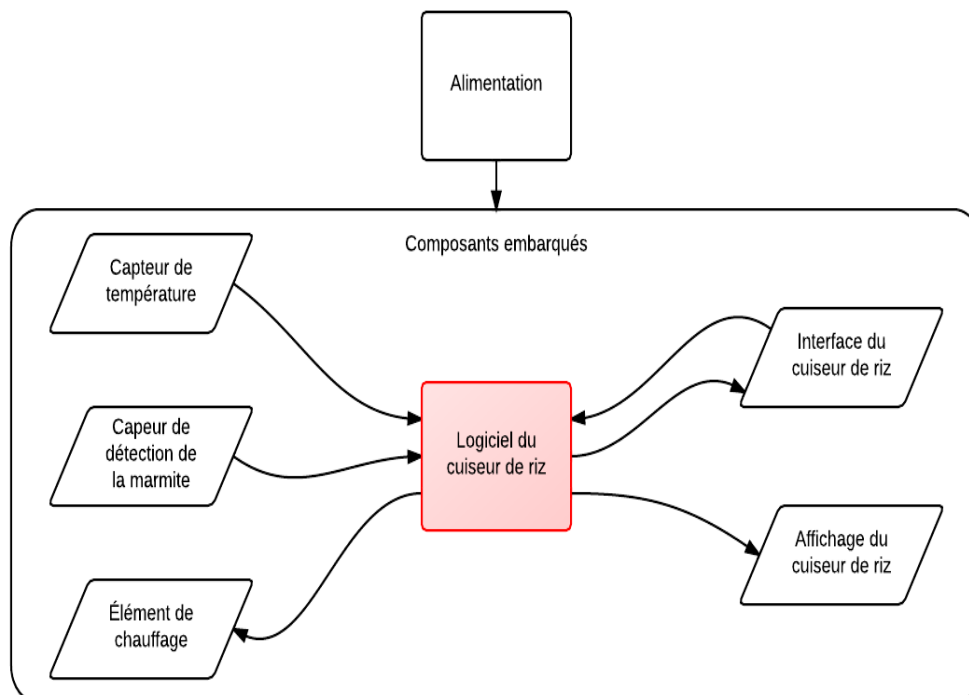 Alimentation
Composants embarqués
Capteur de
température
Interface du
cuiseur de riz
Capeur de
détection de
la marmite
Logiciel du
cuiseur de riz
Affichage du
cuiseur de riz
Élément de
chauffage